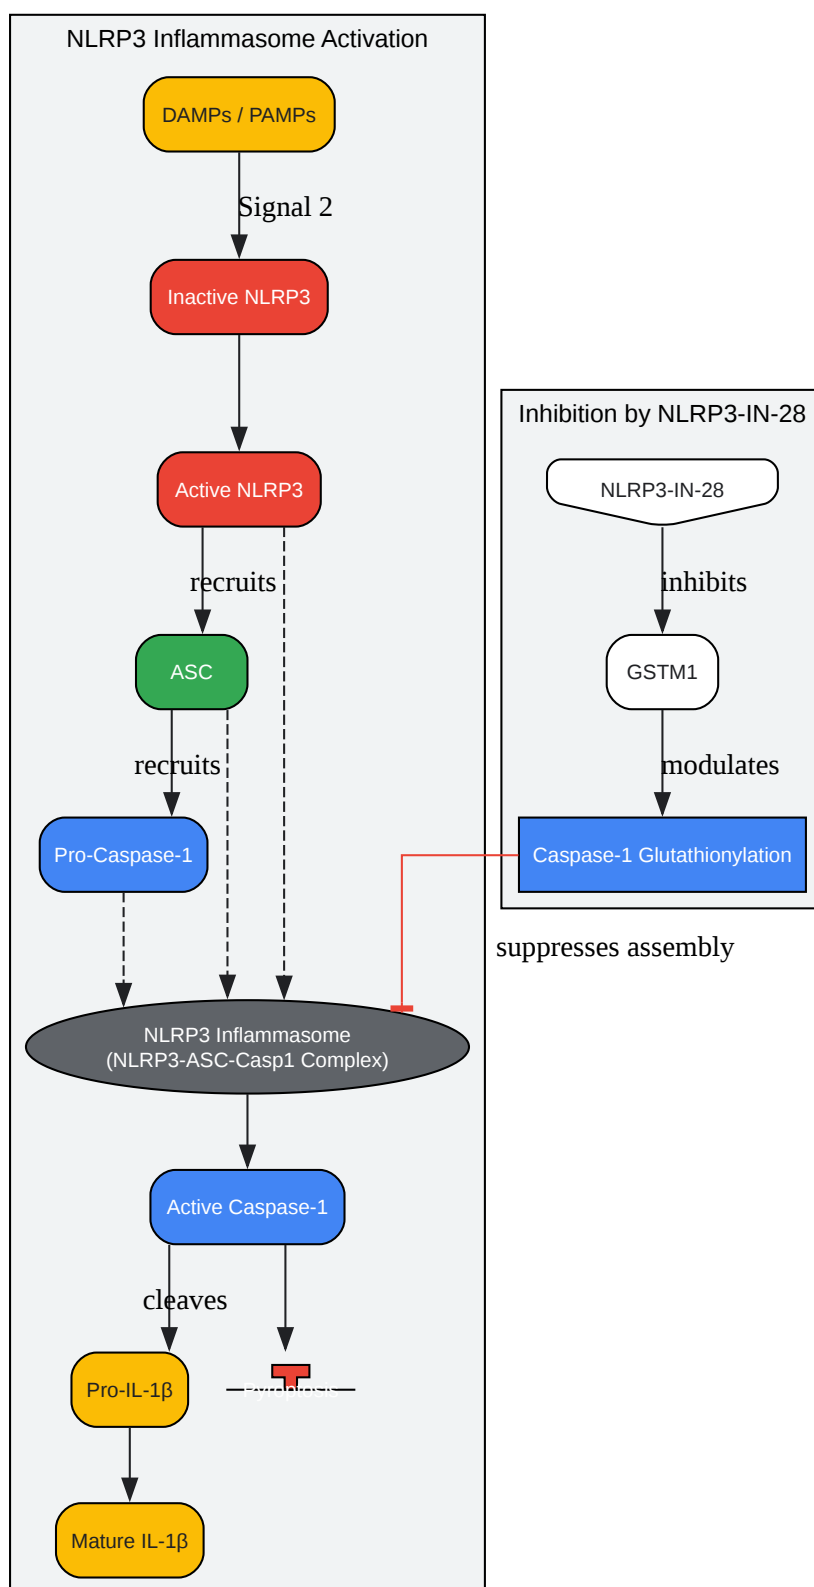 NLRP3 Inflammasome Activation
DAMPs / PAMPs
Signal 2
Inactive NLRP3
Active NLRP3
recruits
ASC
recruits
Pro-Caspase-1
NLRP3 Inflammasome
(NLRP3-ASC-Casp1 Complex)
Active Caspase-1
cleaves
Pro-IL-1β
Pyroptosis
Mature IL-1β
Inhibition by NLRP3-IN-28
NLRP3-IN-28
inhibits
GSTM1
modulates
Caspase-1 Glutathionylation
suppresses assembly